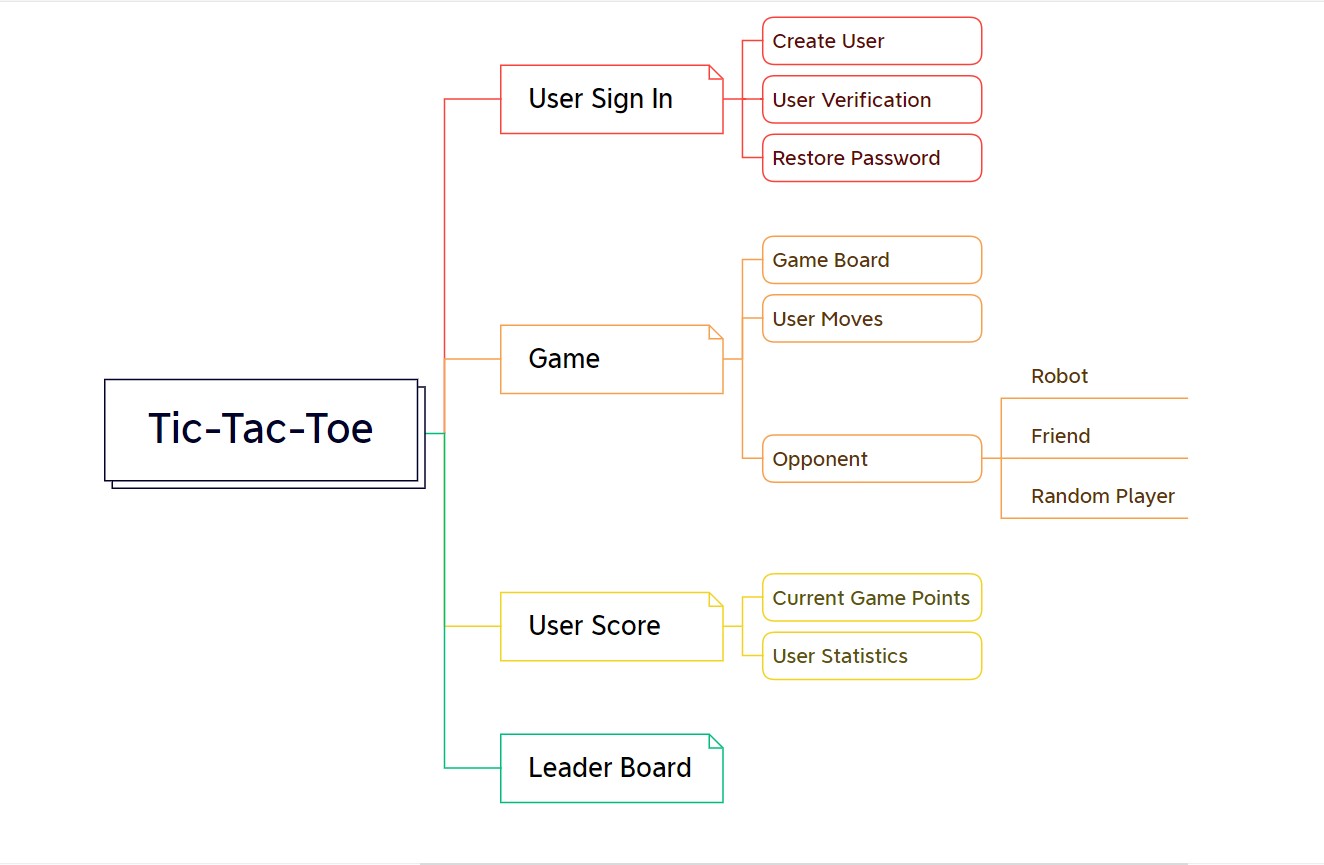 Tic-Tac-Toe
User Sign In
Create User
User Verification
Restore Password
Game
Game Board
User Moves
Opponent
Robot
Friend
Random Player
User Score
Current Game Points
User Statistics
Leader Board